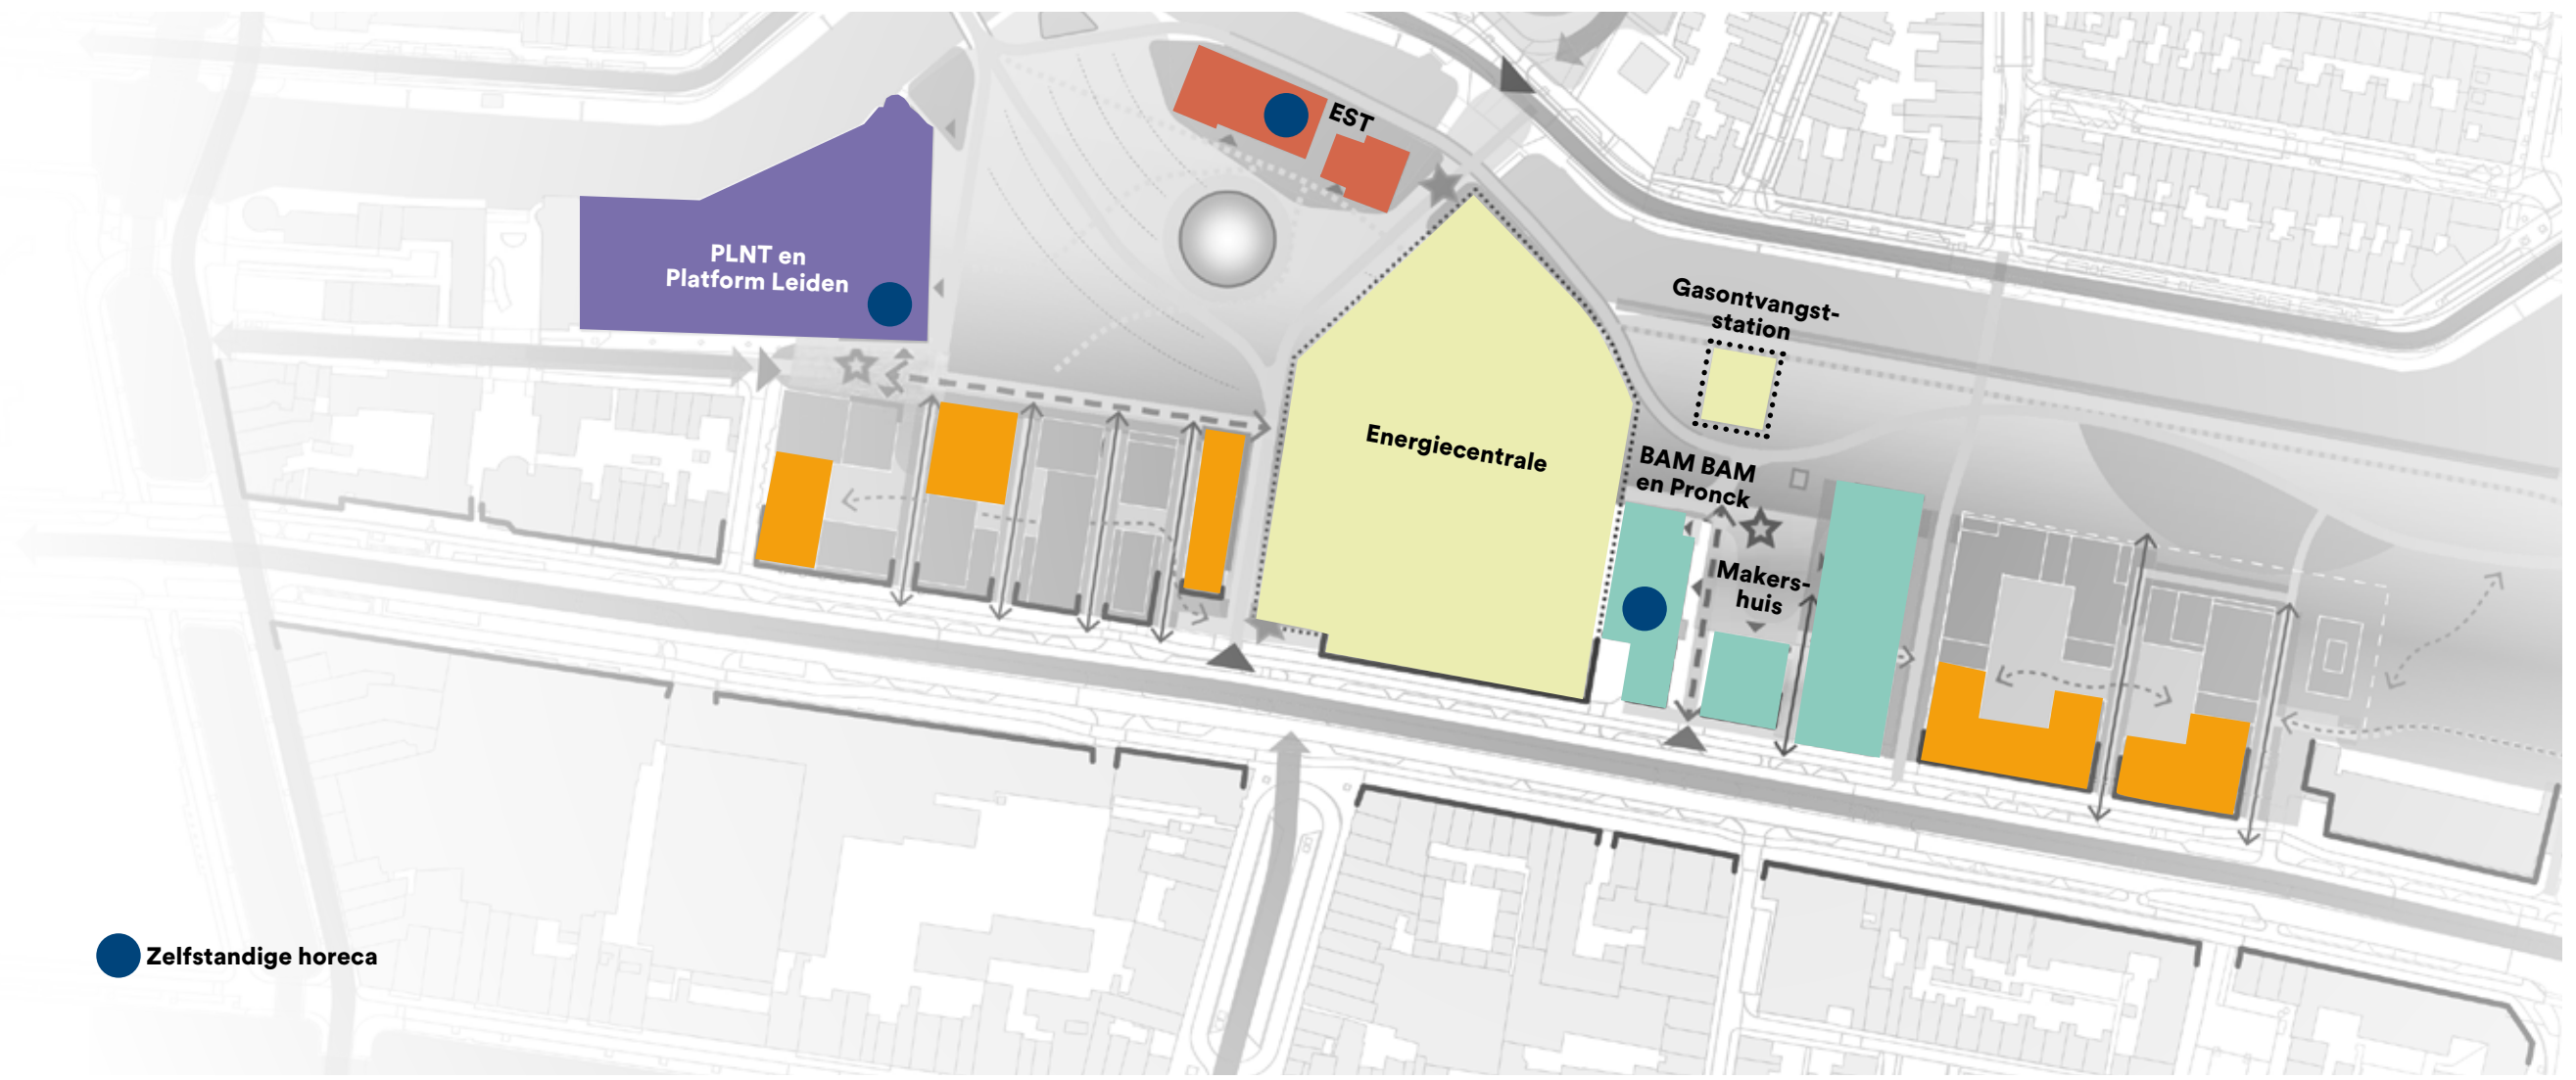 EST
PLNT en
Platform Leiden
Gasontvangst-
station
Energiecentrale
BAM BAM
en Pronck
Makers-
huis
Zelfstandige horeca